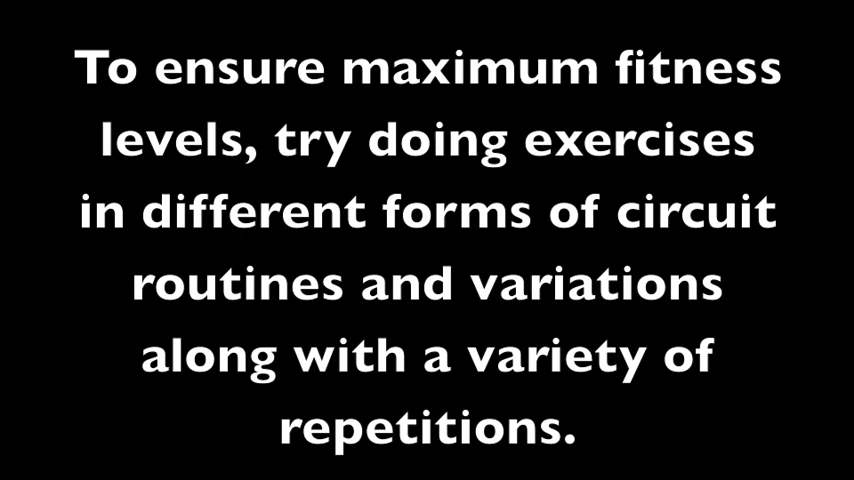 To ensure maximum fitness
levels, try doing exercises
in different forms of circuit
routines and variations
along with a variety of
repetitions.